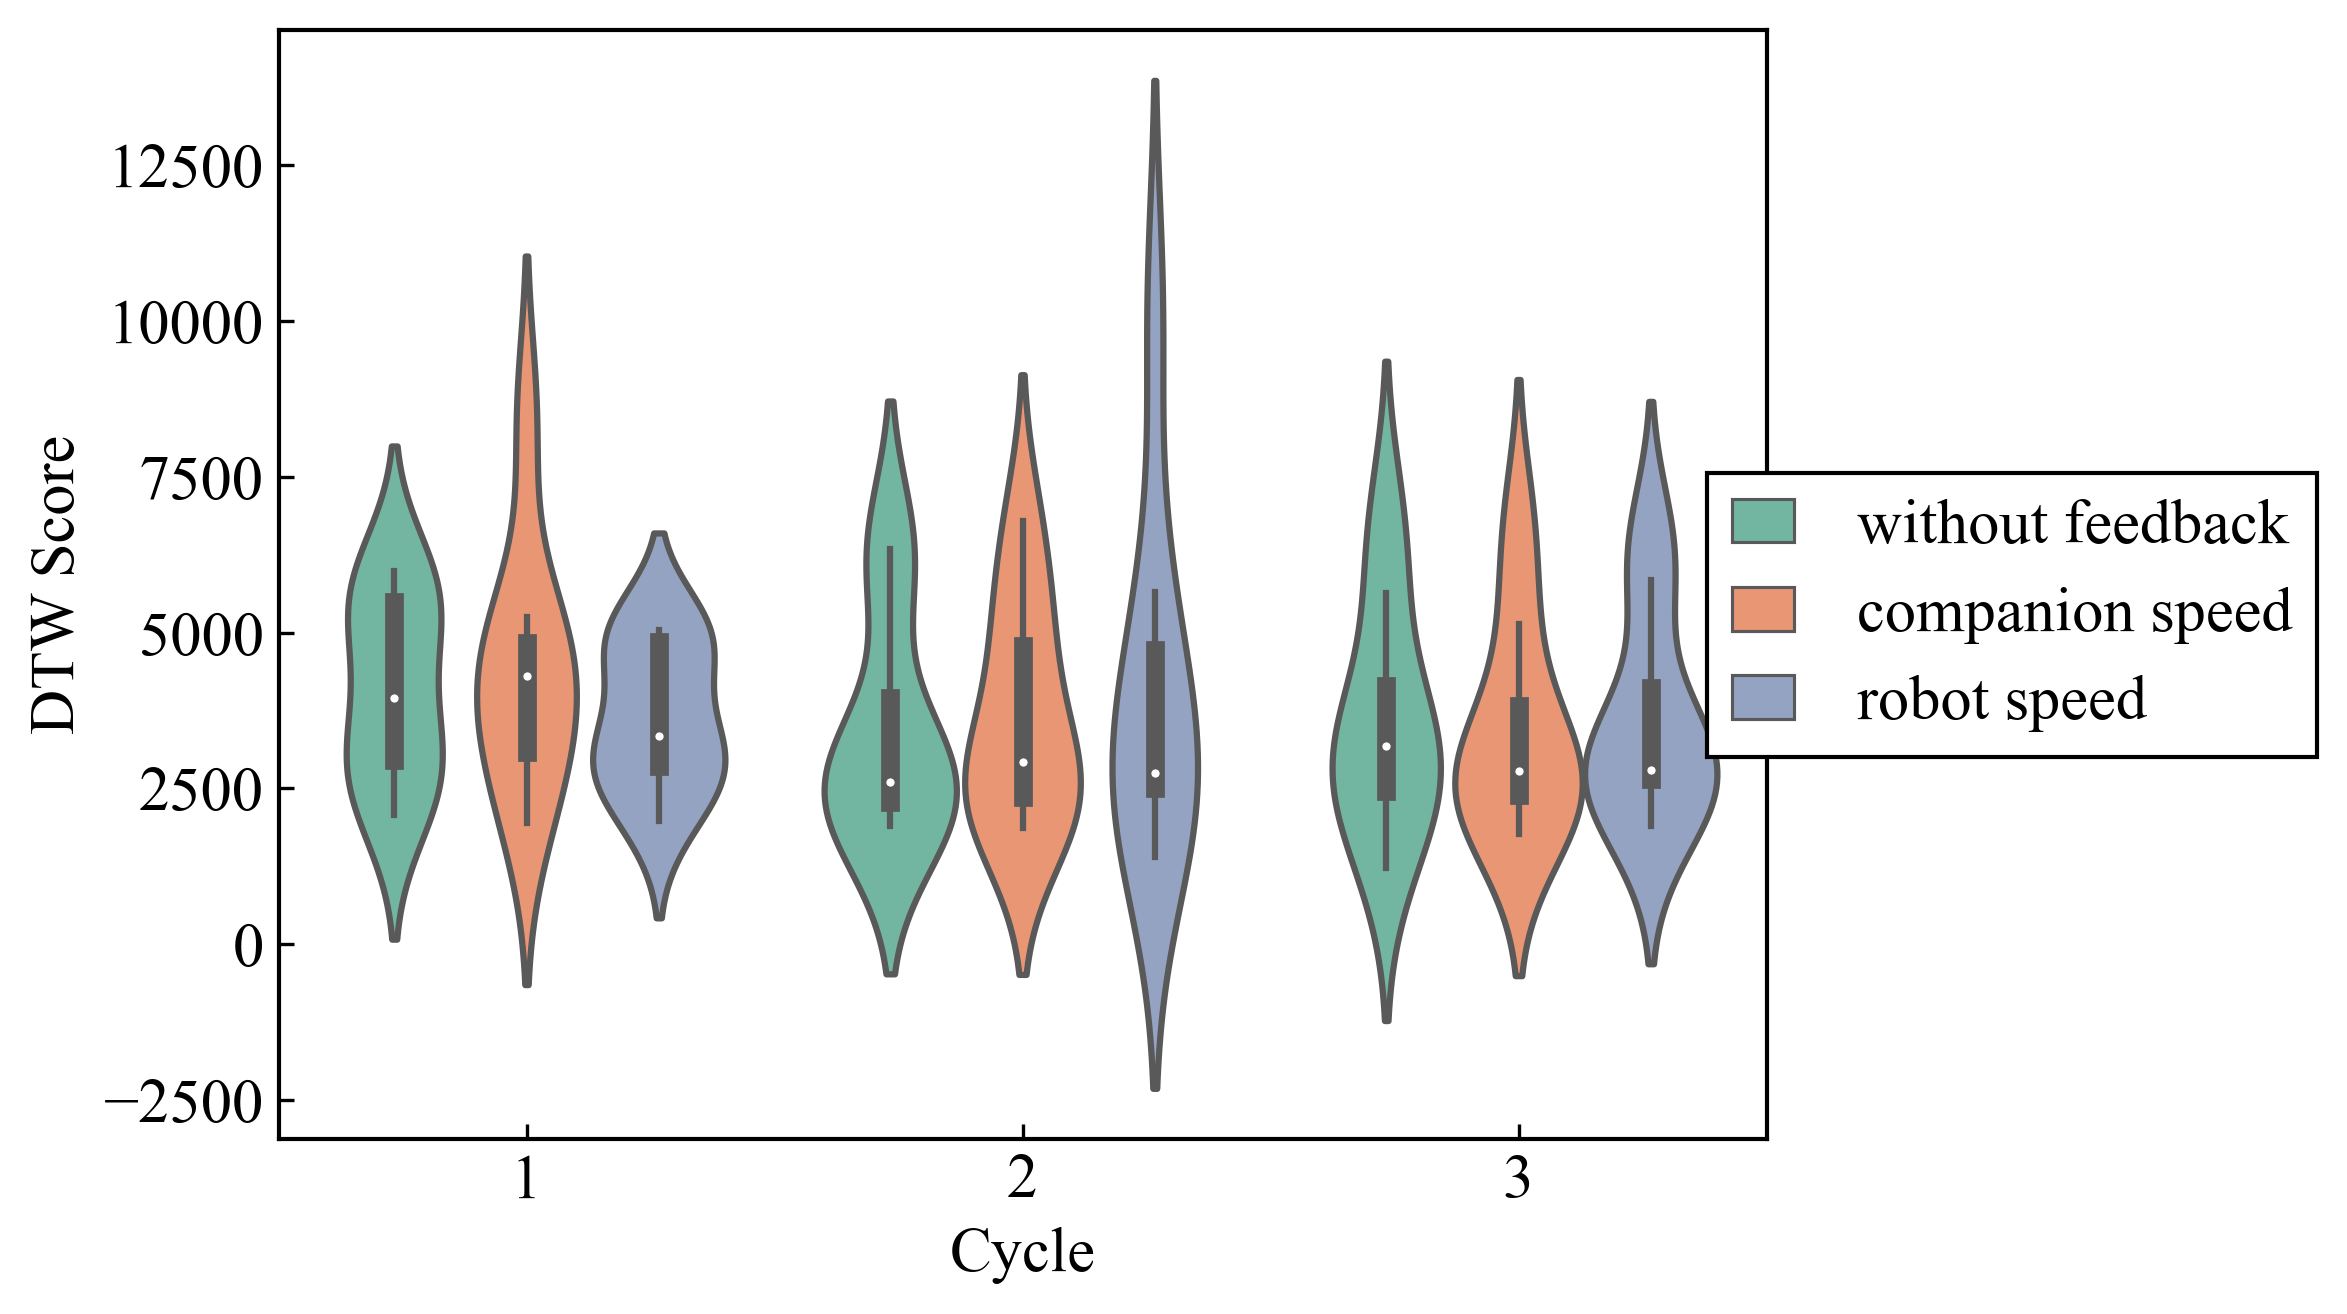 12500
10000
7500
5000
2500
0
−2500
DTW Score
1
2
3
Cycle
without feedback
companion speed
robot speed